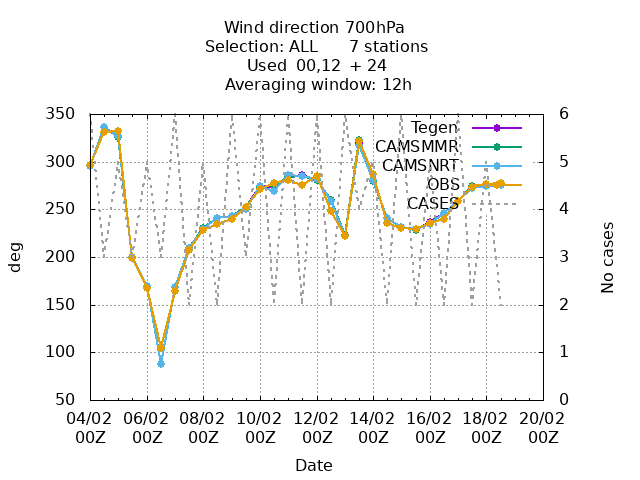 Wind direction 700hPa
Selection: ALL 7 stations
Used 00,12 + 24
Averaging window: 12h
350 6
Tegen
CAMSMMR
300 CAMSNRT 5
OBS
250 CASES 4
deg
200 3
No cases
150 2
100 1
50 0
04/02 06/02 08/02 10/02 12/02 14/02 16/02 18/02 20/02
00Z 00Z 00Z 00Z 00Z 00Z 00Z 00Z 00Z
Date